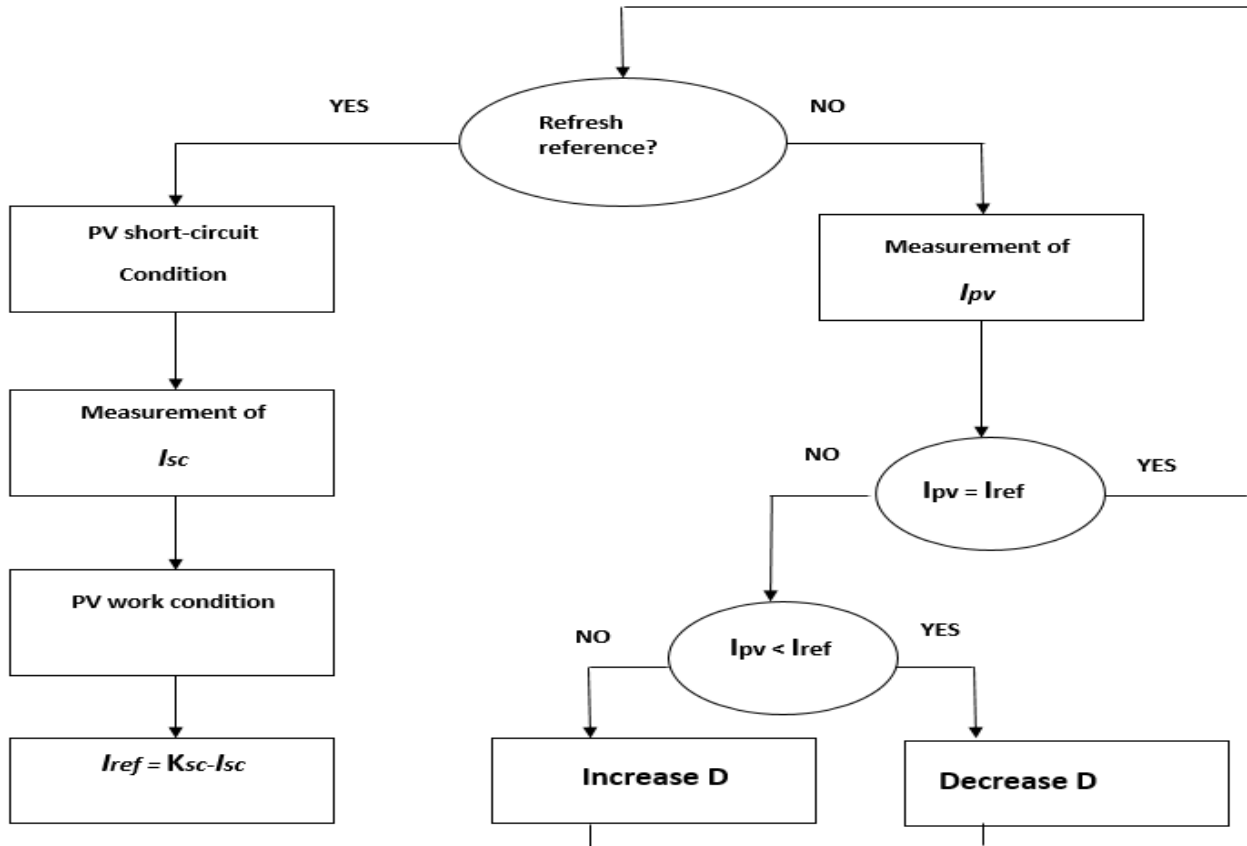 YES
Refresh
reference?
NO
PV short-circuit
Condition
Measurement of
Ipv
Measurement of
Isc
NO
Ipv = Iref
YES
PV work condition
NO
Ipv < Iref
YES
Iref = Ksc-Isc
Increase D
Decrease D